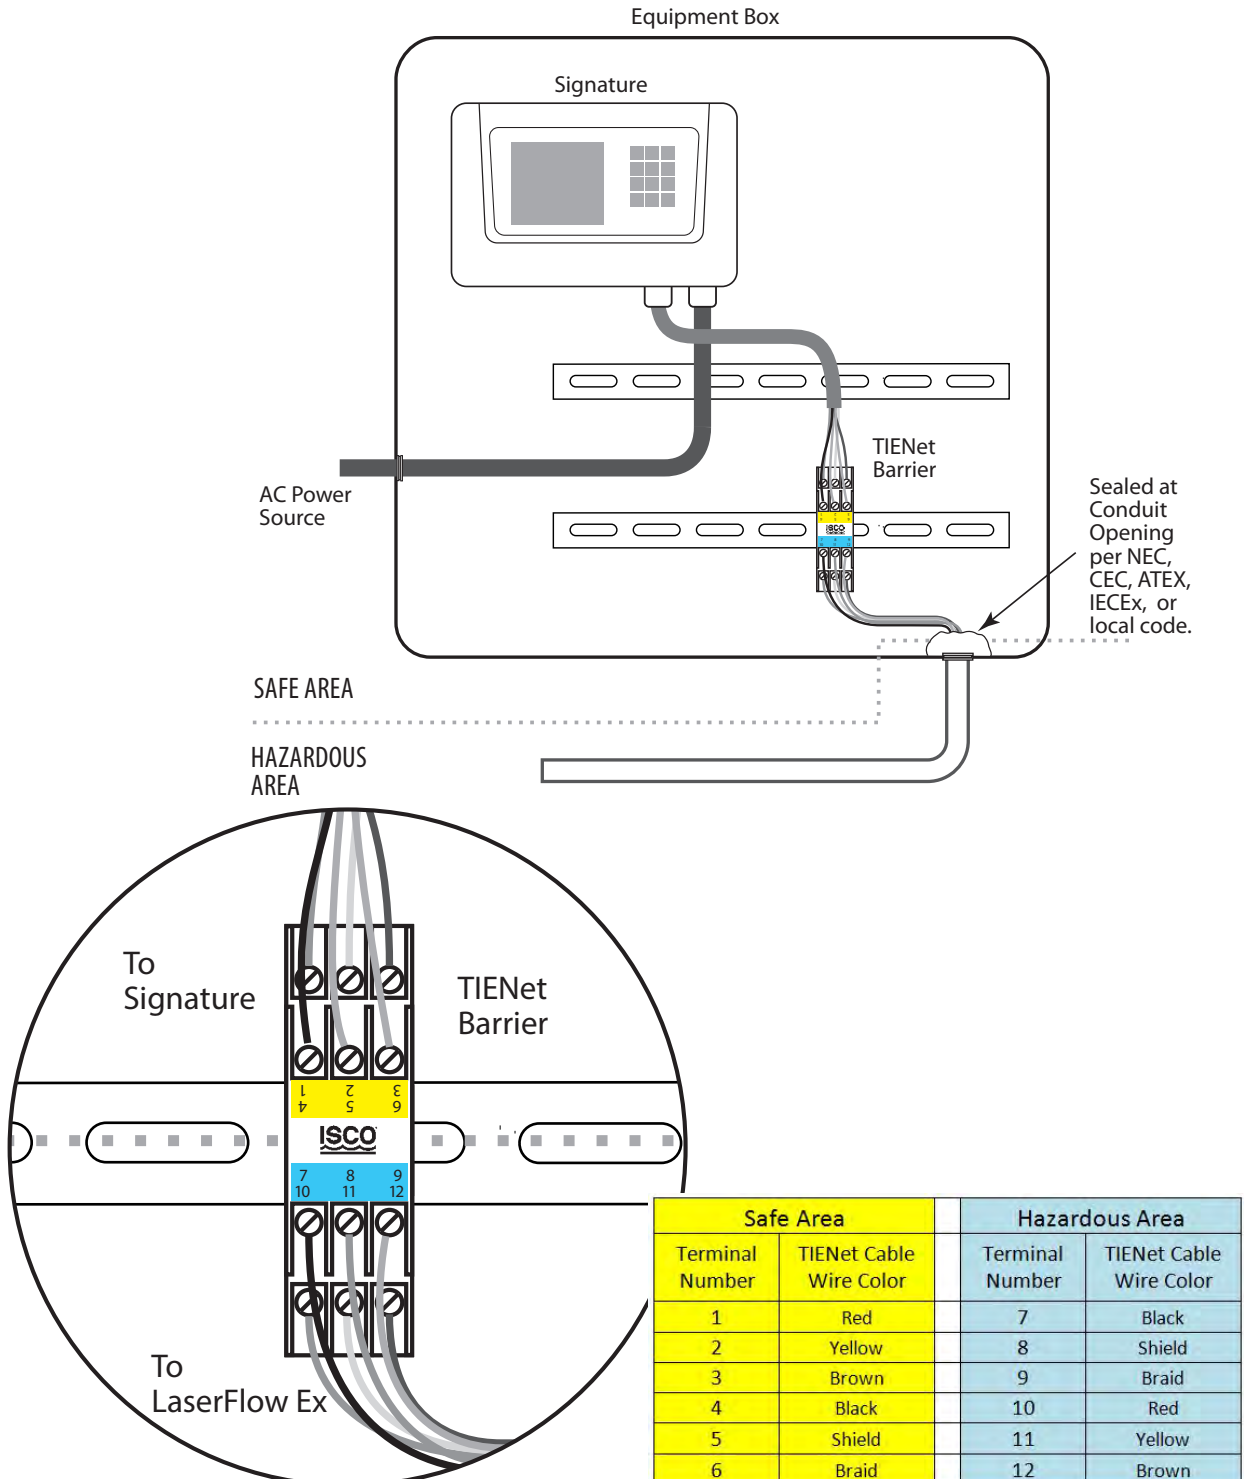 Equipment Box
Signature
TIENet
Barrier
AC Power
Source
Sealed at
Conduit
Opening
per NEC,
CEC, ATEX,
IECEx, or
local code.
ISCO
SAFE AREA
HAZARDOUS
AREA
To
Signature
TIENet
Barrier
1 2 3
4 5 6
ISCO
7 8 9
10 11 12
To
LaserFlow Ex
Safe Area Hazardous Area
Terminal Number TIENet Cable Wire Color Terminal Number TIENet Cable Wire Color
1 Red 7 Black
2 Yellow 8 Shield
3 Brown 9 Braid
4 Black 10 Red
5 Shield 11 Yellow
6 Braid 12 Brown